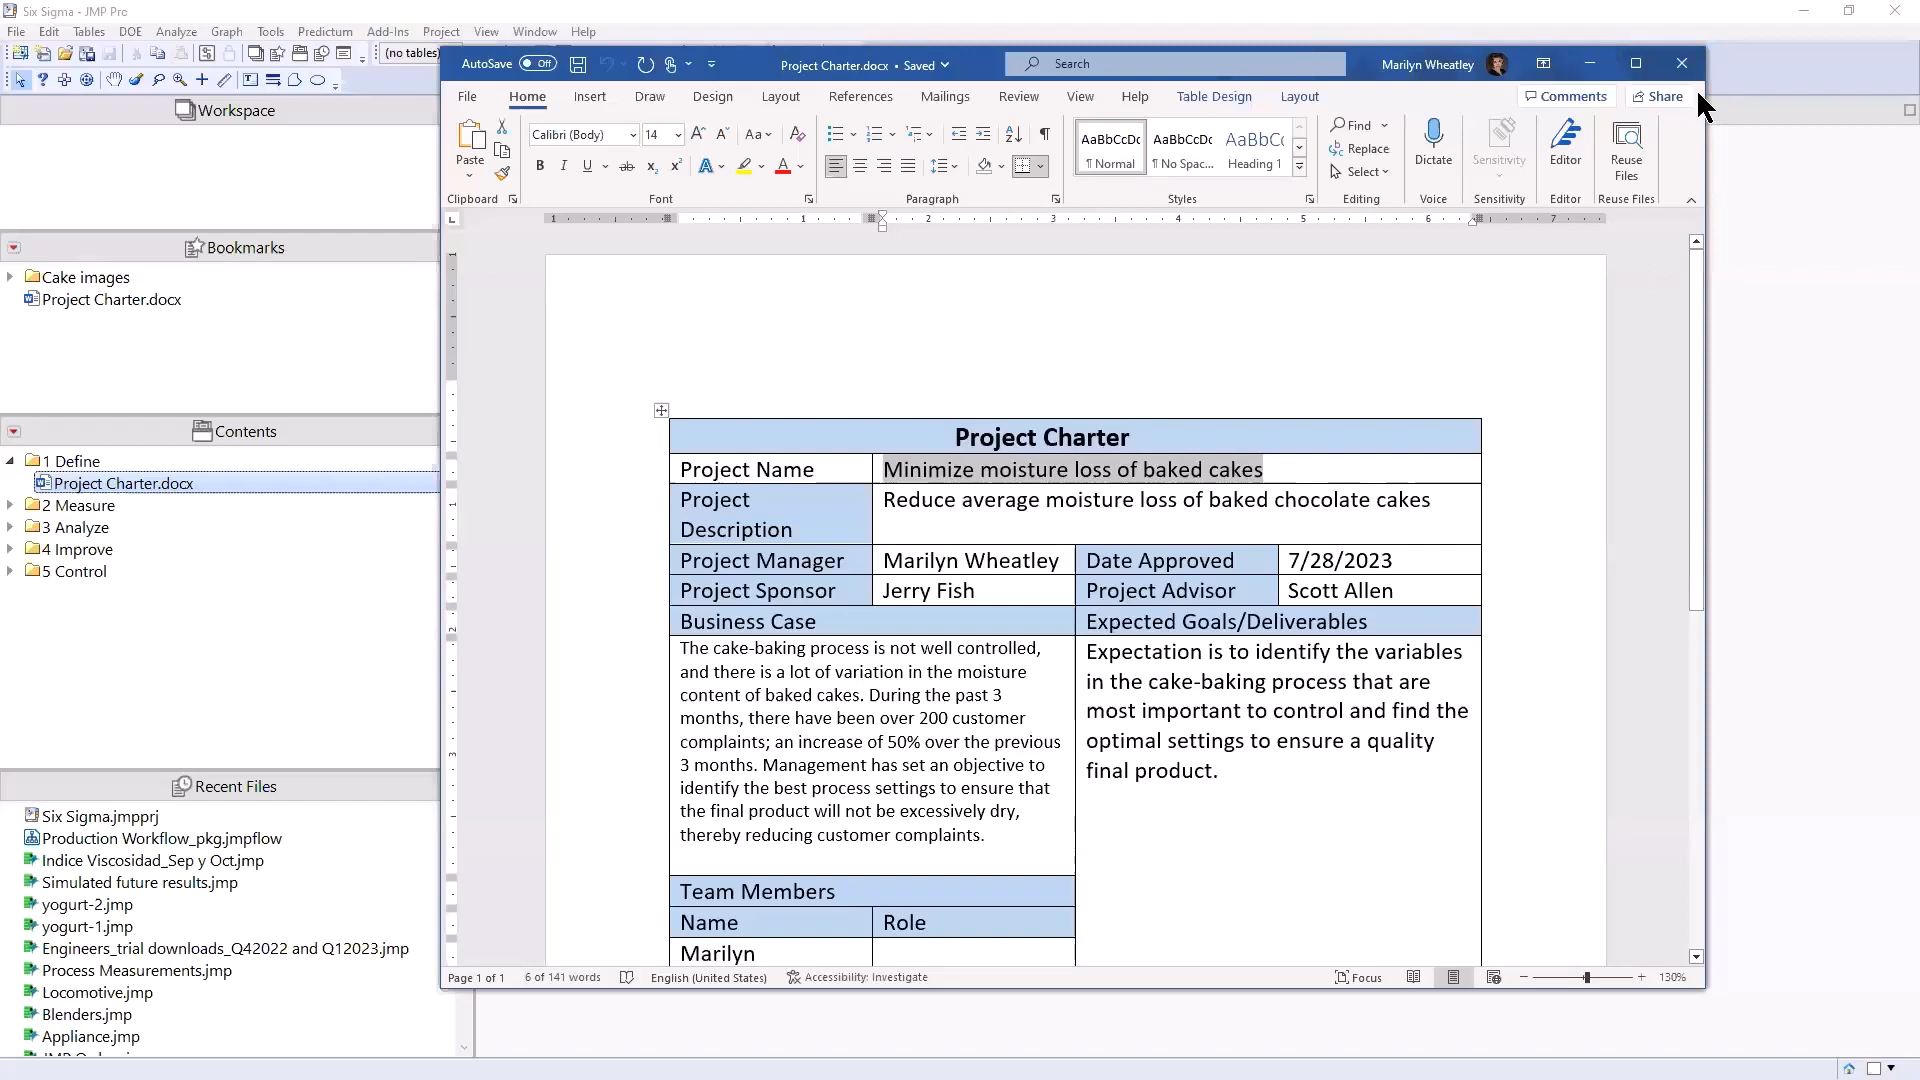 Six Sigma - JMP Pro
File Edit Tables DOE Analyze Graph Tools Predictum Add-Ins Project View Window Help
(no tables)
Workspace
Bookmarks
Cake images
Project Charter.docx
Contents
1 Define
Project Charter.docx
2 Measure
3 Analyze
4 Improve
5 Control
Recent Files
Six Sigma.jmpprj
Production Workflow_pkg.jmpflow
Indice Viscosidad_Sep y Oct.jmp
Simulated future results.jmp
yogurt-2.jmp
yogurt-1.jmp
Engineers_trial downloads_Q42022 and Q12023.jmp
Process Measurements.jmp
Locomotive.jmp
Blenders.jmp
Appliance.jmp
AutoSave Off Project Charter.docx • Saved Search Marilyn Wheatley
File Home Insert Draw Design Layout References Mailings Review View Help Table Design Layout Comments Share
Paste
Calibri (Body) 14
AaBbCcDc AaBbCcDc AaBbCc
¶ Normal ¶ No Spac... Heading 1
Find
Replace
Select
Dictate
Sensitivity
Editor
Reuse
Files
Clipboard Font Paragraph Styles Editing Voice Sensitivity Editor Reuse Files
1 1 2 3 4 5 6 7
Project Charter
Project Name Minimize moisture loss of baked cakes
Project Reduce average moisture loss of baked chocolate cakes
Description
Project Manager Marilyn Wheatley Date Approved 7/28/2023
Project Sponsor Jerry Fish Project Advisor Scott Allen
Business Case Expected Goals/Deliverables
The cake-baking process is not well controlled,
and there is a lot of variation in the moisture
content of baked cakes. During the past 3
months, there have been over 200 customer
complaints; an increase of 50% over the previous
3 months. Management has set an objective to
identify the best process settings to ensure that
the final product will not be excessively dry,
thereby reducing customer complaints.
Expectation is to identify the variables
in the cake-baking process that are
most important to control and find the
optimal settings to ensure a quality
final product.
Team Members
Name Role
Marilyn
Page 1 of 1 6 of 141 words English (United States) Accessibility: Investigate Focus 130%